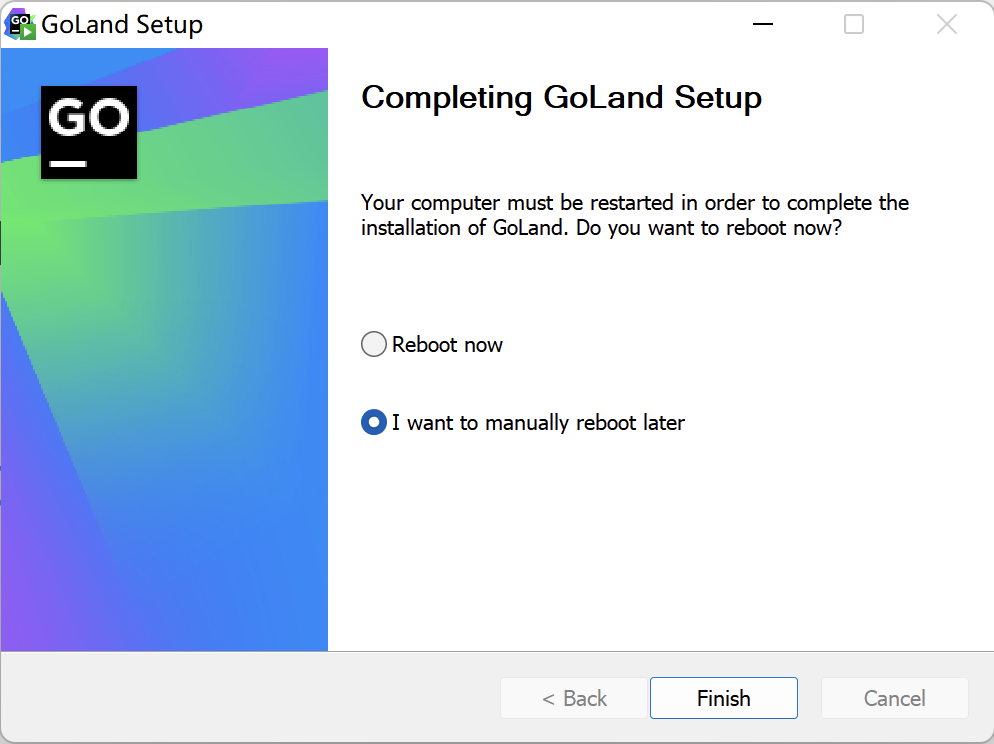 GoLand Setup
GO
Completing GoLand Setup
Your computer must be restarted in order to complete the
installation of GoLand. Do you want to reboot now?
Reboot now
I want to manually reboot later
< Back
Finish
Cancel